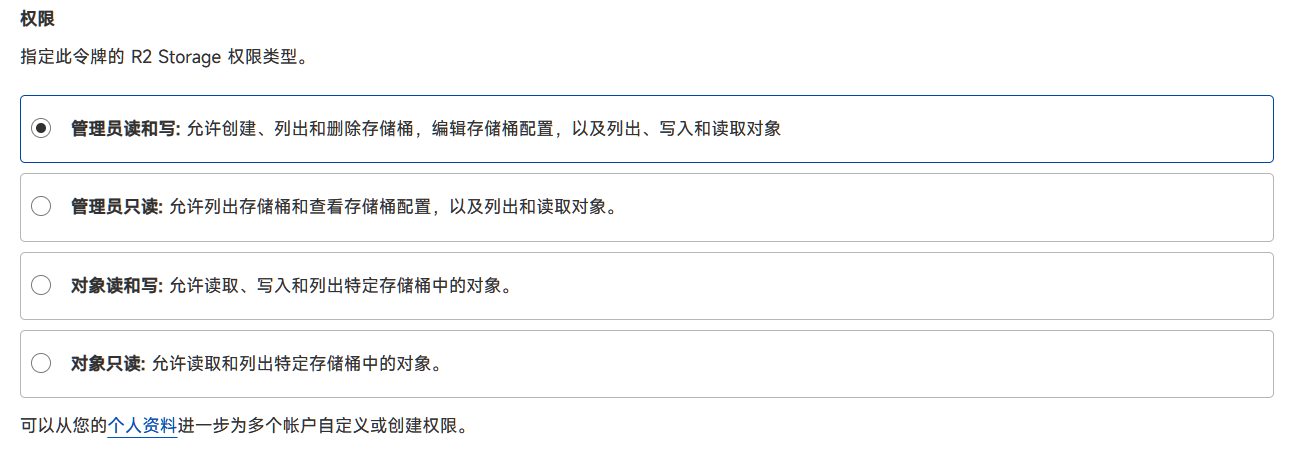 权限
指定此令牌的 R2 Storage 权限类型。
管理员读和写: 允许创建、列出和删除存储桶，编辑存储桶配置，以及列出、写入和读取对象
管理员只读: 允许列出存储桶和查看存储桶配置，以及列出和读取对象。
对象读和写: 允许读取、写入和列出特定存储桶中的对象。
对象只读: 允许读取和列出特定存储桶中的对象。
可以从您的个人资料进一步为多个帐户自定义或创建权限。